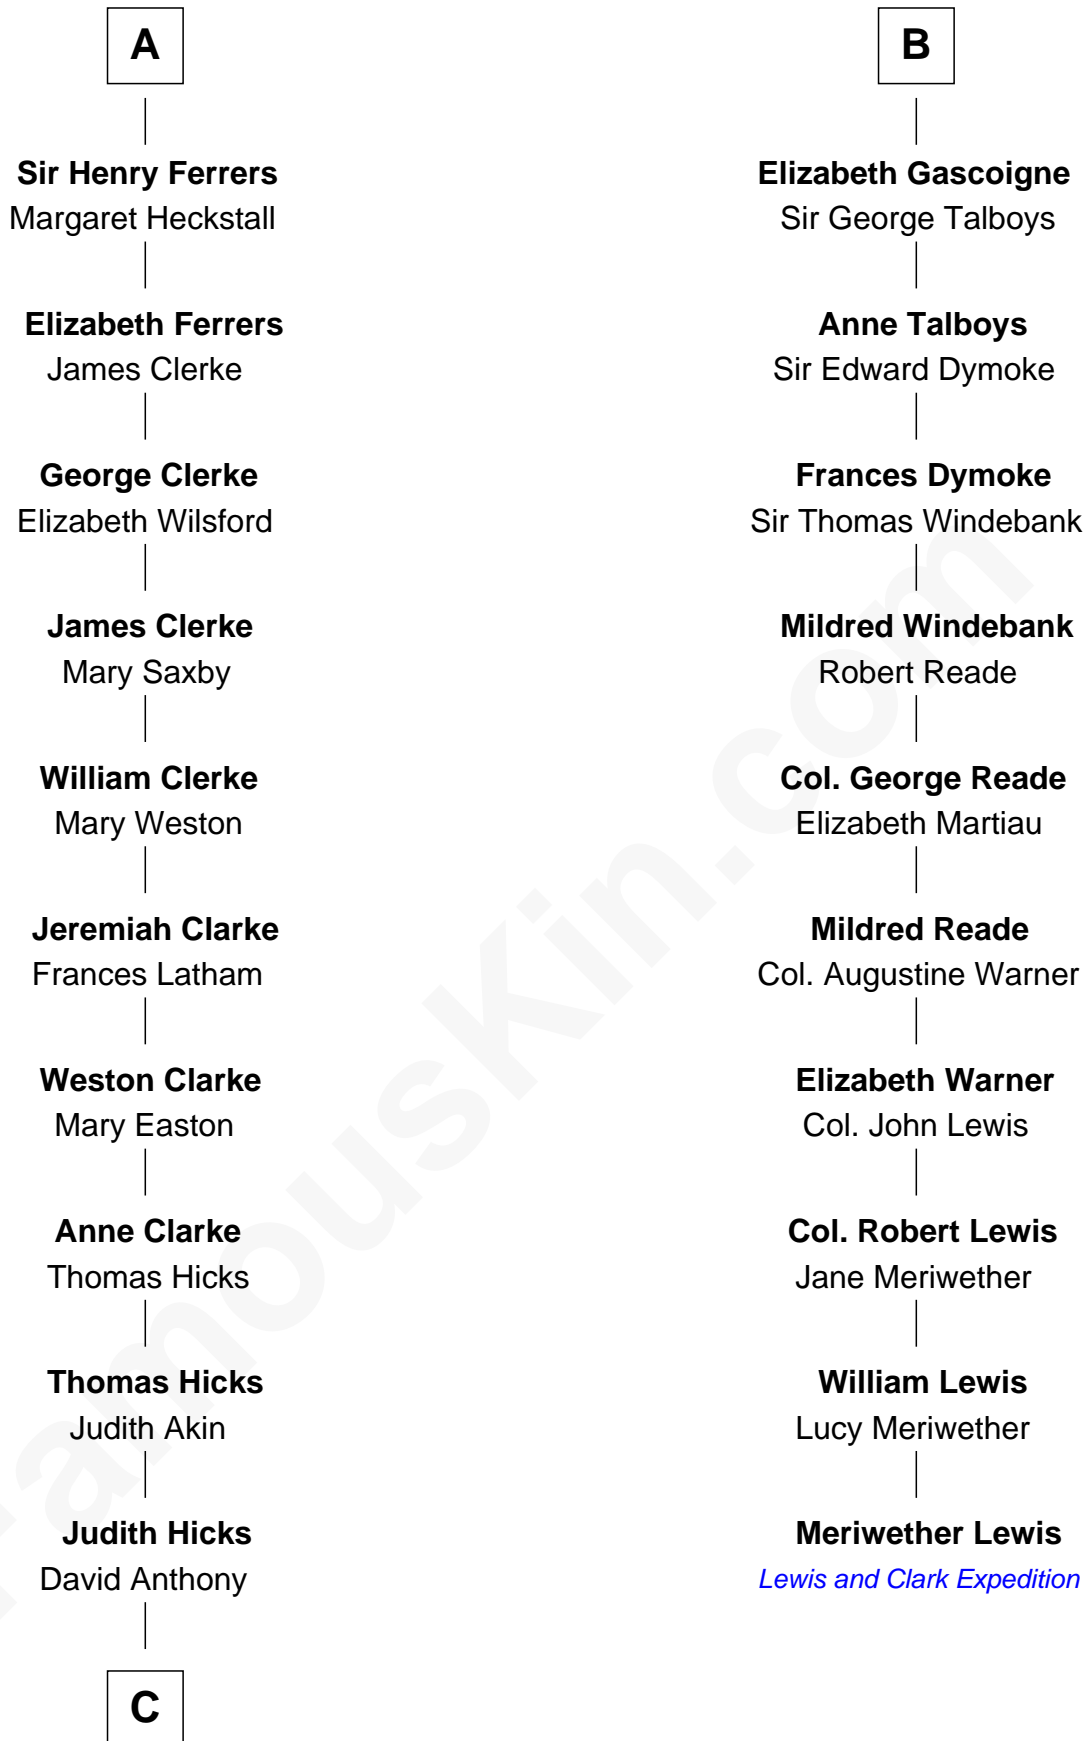 A
Sir Henry Ferrers
Margaret Heckstall
Elizabeth Ferrers
James Clerke
George Clerke
Elizabeth Wilsford
James Clerke
Mary Saxby
William Clerke
Mary Weston
Jeremiah Clarke
Frances Latham
Weston Clarke
Mary Easton
Anne Clarke
Thomas Hicks
Thomas Hicks
Judith Akin
Judith Hicks
David Anthony
C
B
Elizabeth Gascoigne
Sir George Talboys
Anne Talboys
Sir Edward Dymoke
Frances Dymoke
Sir Thomas Windebank
Mildred Windebank
Robert Reade
Col. George Reade
Elizabeth Martiau
Mildred Reade
Col. Augustine Warner
Elizabeth Warner
Col. John Lewis
Col. Robert Lewis
Jane Meriwether
William Lewis
Lucy Meriwether
Meriwether Lewis
Lewis and Clark Expedition
FamousKin.com